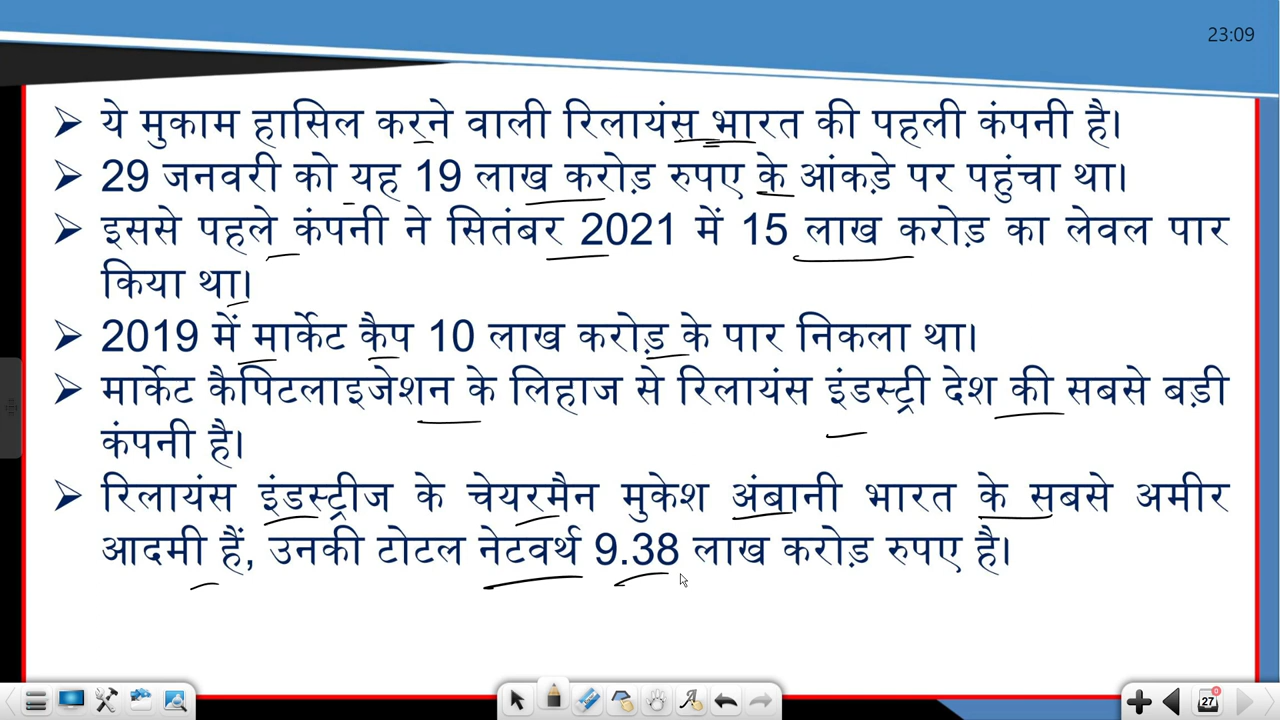 23:09
➢ ये मुकाम हासिल करने वाली रिलायंस भारत की पहली कंपनी है।
➢ 29 जनवरी को यह 19 लाख करोड़ रुपए के आंकड़े पर पहुंचा था।
➢ इससे पहले कंपनी ने सितंबर 2021 में 15 लाख करोड़ का लेवल पार
किया था।
➢ 2019 में मार्केट कैप 10 लाख करोड़ के पार निकला था।
➢ मार्केट कैपिटलाइजेशन के लिहाज से रिलायंस इंडस्ट्री देश की सबसे बड़ी
कंपनी है।
➢ रिलायंस इंडस्ट्रीज के चेयरमैन मुकेश अंबानी भारत के सबसे अमीर
आदमी हैं, उनकी टोटल नेटवर्थ 9.38 लाख करोड़ रुपए है।
27